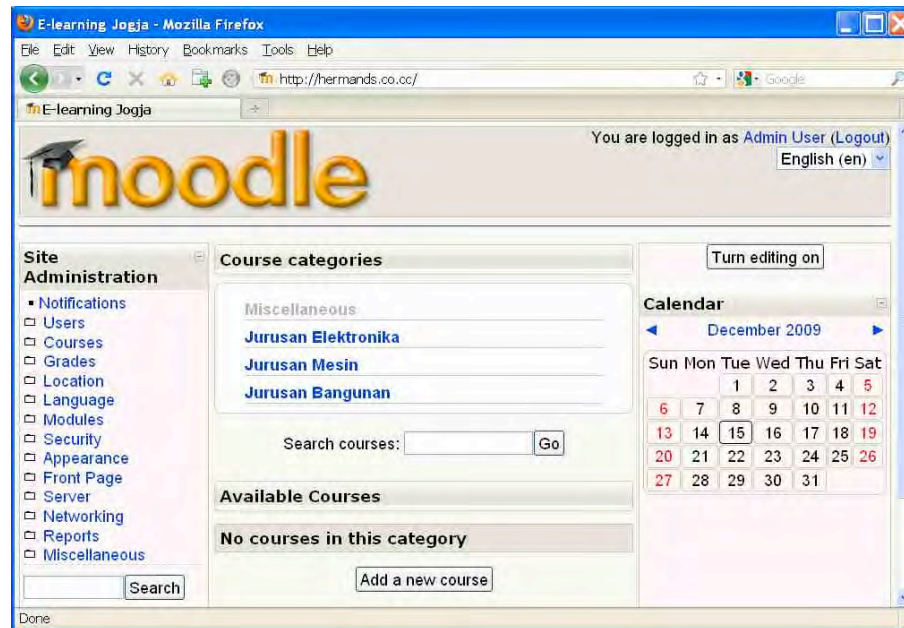 E-learning Jogja - Mozilla Firefox
File Edit View History Bookmarks Tools Help
http://hermands.co.cc/
Google
E-learning Jogja
moodle
You are logged in as Admin User (Logout)
English (en)
Site
Administration
Notifications
Users
Courses
Grades
Location
Language
Modules
Security
Appearance
Front Page
Server
Networking
Reports
Miscellaneous
Search
Course categories
Miscellaneous
Jurusan Elektronika
Jurusan Mesin
Jurusan Bangunan
Search courses: Go
Available Courses
No courses in this category
Add a new course
Turn editing on
Calendar
December 2009
Sun Mon Tue Wed Thu Fri Sat
1 2 3 4 5
6 7 8 9 10 11 12
13 14 15 16 17 18 19
20 21 22 23 24 25 26
27 28 29 30 31
Done